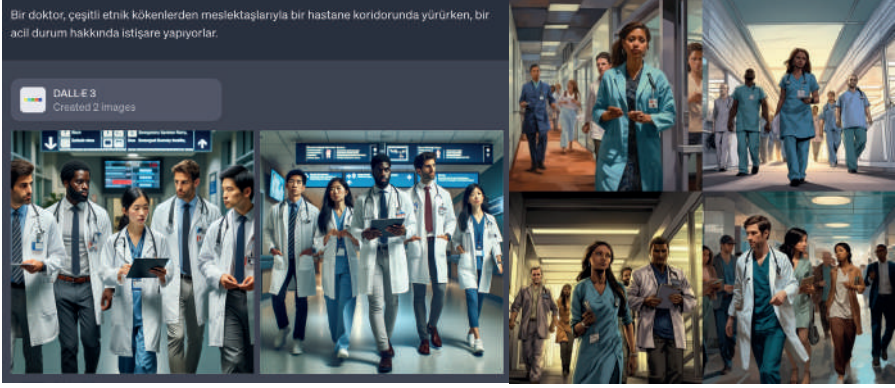 Bir doktor, çeşitli etnik kökenlerden meslektaşlarıyla bir hastane koridorunda yürürken, bir
acil durum hakkında istişare yapıyorlar.
DALL·E 3
Created 2 images